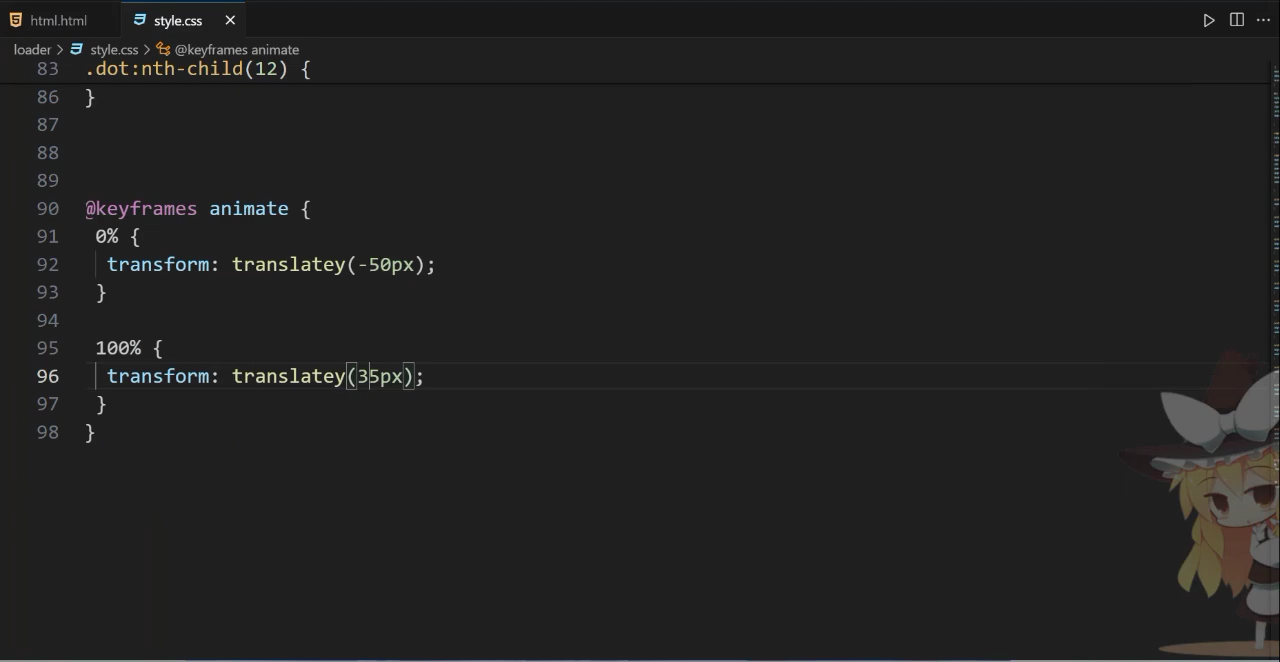 html.html
style.css
loader > style.css > @keyframes animate
83 .dot:nth-child(12) {
86 }
87
88
89
90 @keyframes animate {
91 0% {
92 transform: translatey(-50px);
93 }
94
95 100% {
96 transform: translatey(35px);
97 }
98 }